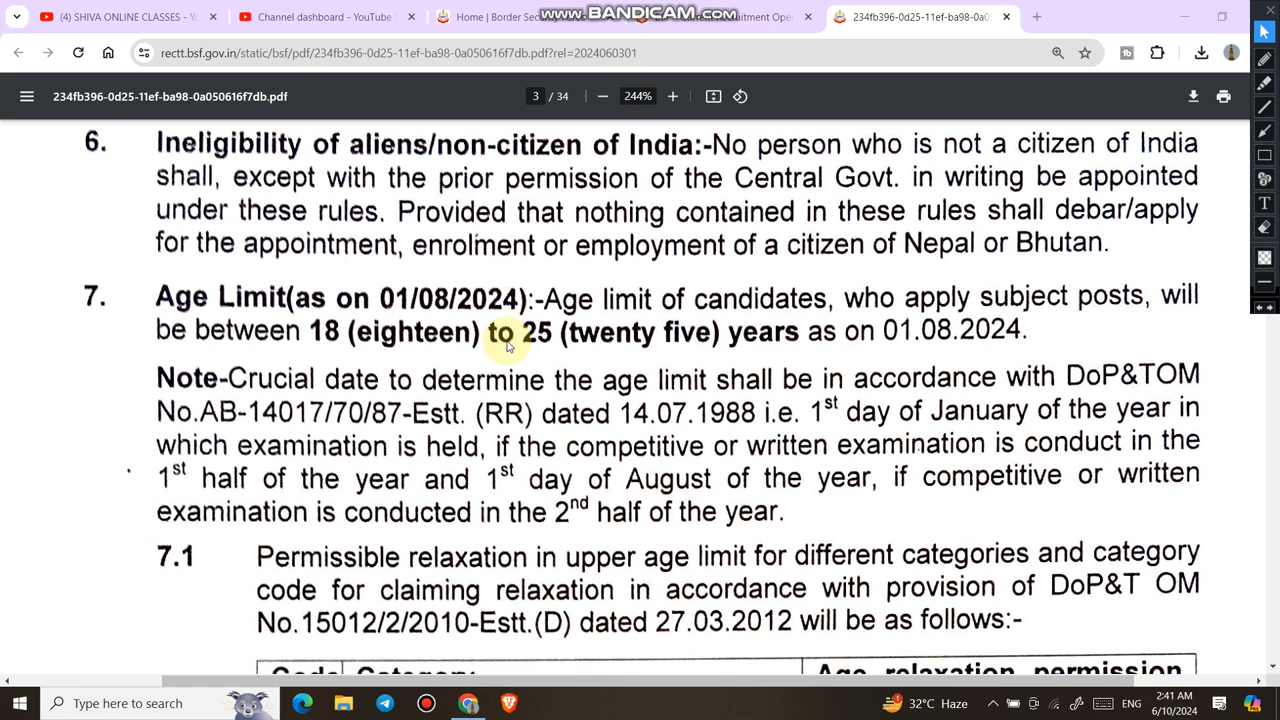 (4) SHIVA ONLINE CLASSES - Yo
Channel dashboard - YouTube S
Home | Border Sec
uitment Ope
234fb396-0d25-11ef-ba98-0a05
www.BANDICAM.com
rectt.bsf.gov.in/static/bsf/pdf/234fb396-0d25-11ef-ba98-0a050616f7db.pdf?rel=2024060301
234fb396-0d25-11ef-ba98-0a050616f7db.pdf
3 / 34
244%
6. Ineligibility of aliens/non-citizen of India:-No person who is not a citizen of India
shall, except with the prior permission of the Central Govt. in writing be appointed
under these rules. Provided that nothing contained in these rules shall debar/apply
for the appointment, enrolment or employment of a citizen of Nepal or Bhutan.
7. Age Limit(as on 01/08/2024):-Age limit of candidates, who apply subject posts, will
be between 18 (eighteen) to 25 (twenty five) years as on 01.08.2024.
Note-Crucial date to determine the age limit shall be in accordance with DoP&TOM
No.AB-14017/70/87-Estt. (RR) dated 14.07.1988 i.e. 1st day of January of the year in
which examination is held, if the competitive or written examination is conduct in the
1st half of the year and 1st day of August of the year, if competitive or written
examination is conducted in the 2nd half of the year.
7.1 Permissible relaxation in upper age limit for different categories and category
code for claiming relaxation in accordance with provision of DoP&T OM
No.15012/2/2010-Estt.(D) dated 27.03.2012 will be as follows:-
Code Category Age relaxation permission
Type here to search
32°C Haze
ENG
2:41 AM
6/10/2024